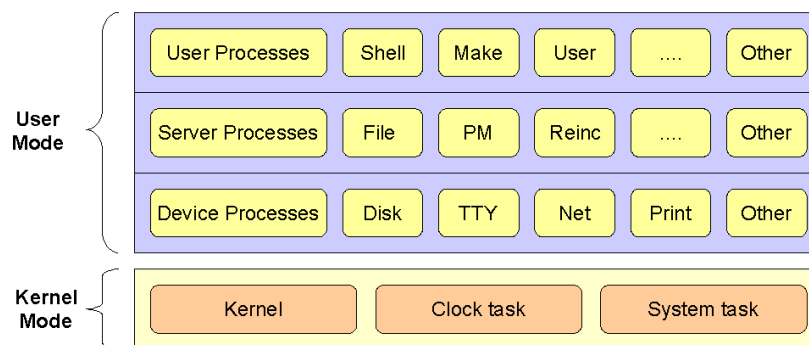 User Processes Shell Make User .... Other
User
Mode
Server Processes File PM Reinc .... Other
Device Processes Disk TTY Net Print Other
Kernel
Mode
Kernel Clock task System task